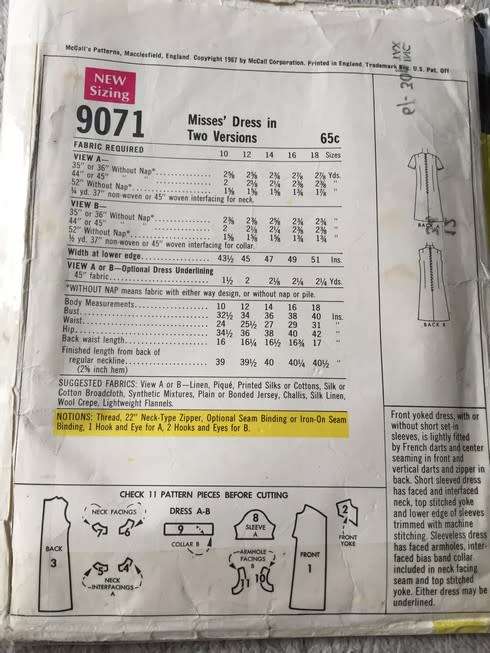 McCall's Patterns, Macclesfield, England. Copyright 1967 by McCall Corporation. Printed in England. Trademark Reg. U.S. Pat. Off
NEW
Sizing
9071
Misses' Dress in
Two Versions
65c
FABRIC REQUIRED 10 12 14 16 18 Sizes
VIEW A—
35" or 36" Without Nap* Yds.
44" or 45" " " "
52" Without Nap*
¾ yd. 37" non-woven or 45" woven interfacing for neck.
VIEW B—
35" or 36" Without Nap*
44" or 45" " "
52" Without Nap*
yd. 37" non-woven or 45" woven interfacing for collar.
Width at lower edge 43½ 45 47 49 51 Ins.
VIEW A or B—Optional Dress Underlining
45" fabric 1½ 2 2⅛ 2¼ 2¼ Yds.
*WITHOUT NAP means fabric with either way design, or without nap or pile.
Body Measurements 10 12 14 16 18
Bust 32½ 34 36 38 40 Ins.
Waist 24 25½ 27 29 31 "
Hip 34½ 36 38 40 42 "
Back waist length 16 16¼ 16½ 16¾ 17 "
Finished length from back of
regular neckline 39 39½ 40 40¼ 40½ "
(2⅝ inch hem)
SUGGESTED FABRICS: View A or B—Linen, Piqué, Printed Silks or Cottons, Silk or
Cotton Broadcloth, Synthetic Mixtures, Plain or Bonded Jersey, Challis, Silk Linen,
Wool Crepe, Lightweight Flannels.
NOTIONS: Thread, 22" Neck-Type Zipper, Optional Seam Binding or Iron-On Seam
Binding, 1 Hook and Eye for A, 2 Hooks and Eyes for B.
BACK B
Front yoked dress, with or
without short set-in
sleeves, is lightly fitted
by French darts and center
seaming in front and
vertical darts and zipper in
back. Short sleeved dress
has faced and interfaced
neck, top stitched yoke
and lower edge of sleeves
trimmed with machine
stitching. Sleeveless dress
has faced armholes, inter-
faced bias band collar
included in neck facing
seam and top stitched
yoke. Either dress may be
underlined.
CHECK 11 PATTERN PIECES BEFORE CUTTING
BACK
3
NECK FACINGS
6
5
NECK
INTERFACINGS
A
DRESS A-B
9
COLLAR B
8
SLEEVE
A
ARMHOLE
FACINGS
B
11 10
FRONT
1
2
FRONT
YOKE